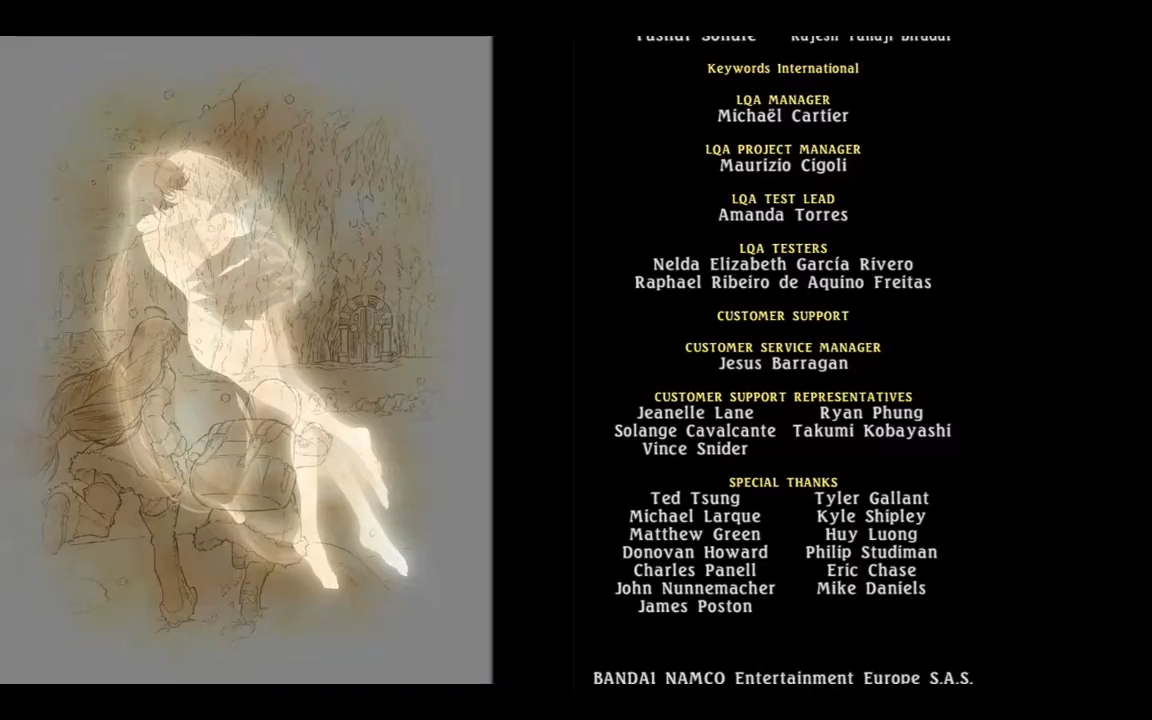 Keywords International
LQA MANAGER
Michaël Cartier
LQA PROJECT MANAGER
Maurizio Cigoli
LQA TEST LEAD
Amanda Torres
LQA TESTERS
Nelda Elizabeth García Rivero
Raphael Ribeiro de Aquino Freitas
CUSTOMER SUPPORT
CUSTOMER SERVICE MANAGER
Jesus Barragan
CUSTOMER SUPPORT REPRESENTATIVES
Jeanelle Lane Ryan Phung
Solange Cavalcante Takumi Kobayashi
Vince Snider
SPECIAL THANKS
Ted Tsung Tyler Gallant
Michael Larque Kyle Shipley
Matthew Green Huy Luong
Donovan Howard Philip Studiman
Charles Panell Eric Chase
John Nunnemacher Mike Daniels
James Poston
BANDAI NAMCO Entertainment Europe S.A.S.